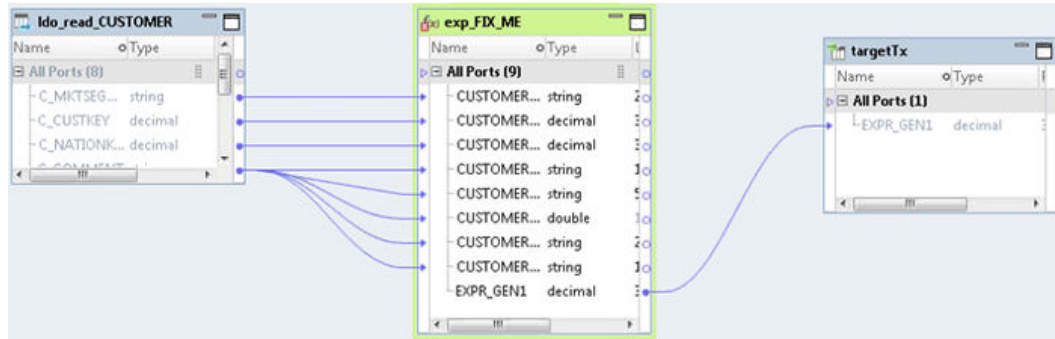 ldo_read_CUSTOMER
Name Type
All Ports (8)
C_MKTSEG... string
C_CUSTKEY decimal
C_NATIONK... decimal
exp_FIX_ME
Name Type
All Ports (9)
CUSTOMER... string
CUSTOMER... decimal
CUSTOMER... decimal
CUSTOMER... string
CUSTOMER... string
CUSTOMER... double
CUSTOMER... string
CUSTOMER... string
EXPR_GEN1 decimal
targetTx
Name Type
All Ports (1)
EXPR_GEN1 decimal